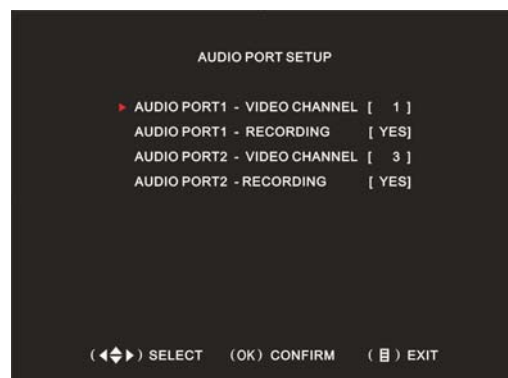 AUDIO PORT SETUP
AUDIO PORT1 - VIDEO CHANNEL [ 1 ]
AUDIO PORT1 - RECORDING [ YES]
AUDIO PORT2 - VIDEO CHANNEL [ 3 ]
AUDIO PORT2 - RECORDING [ YES]
(◀◆▶) SELECT (OK) CONFIRM (目) EXIT